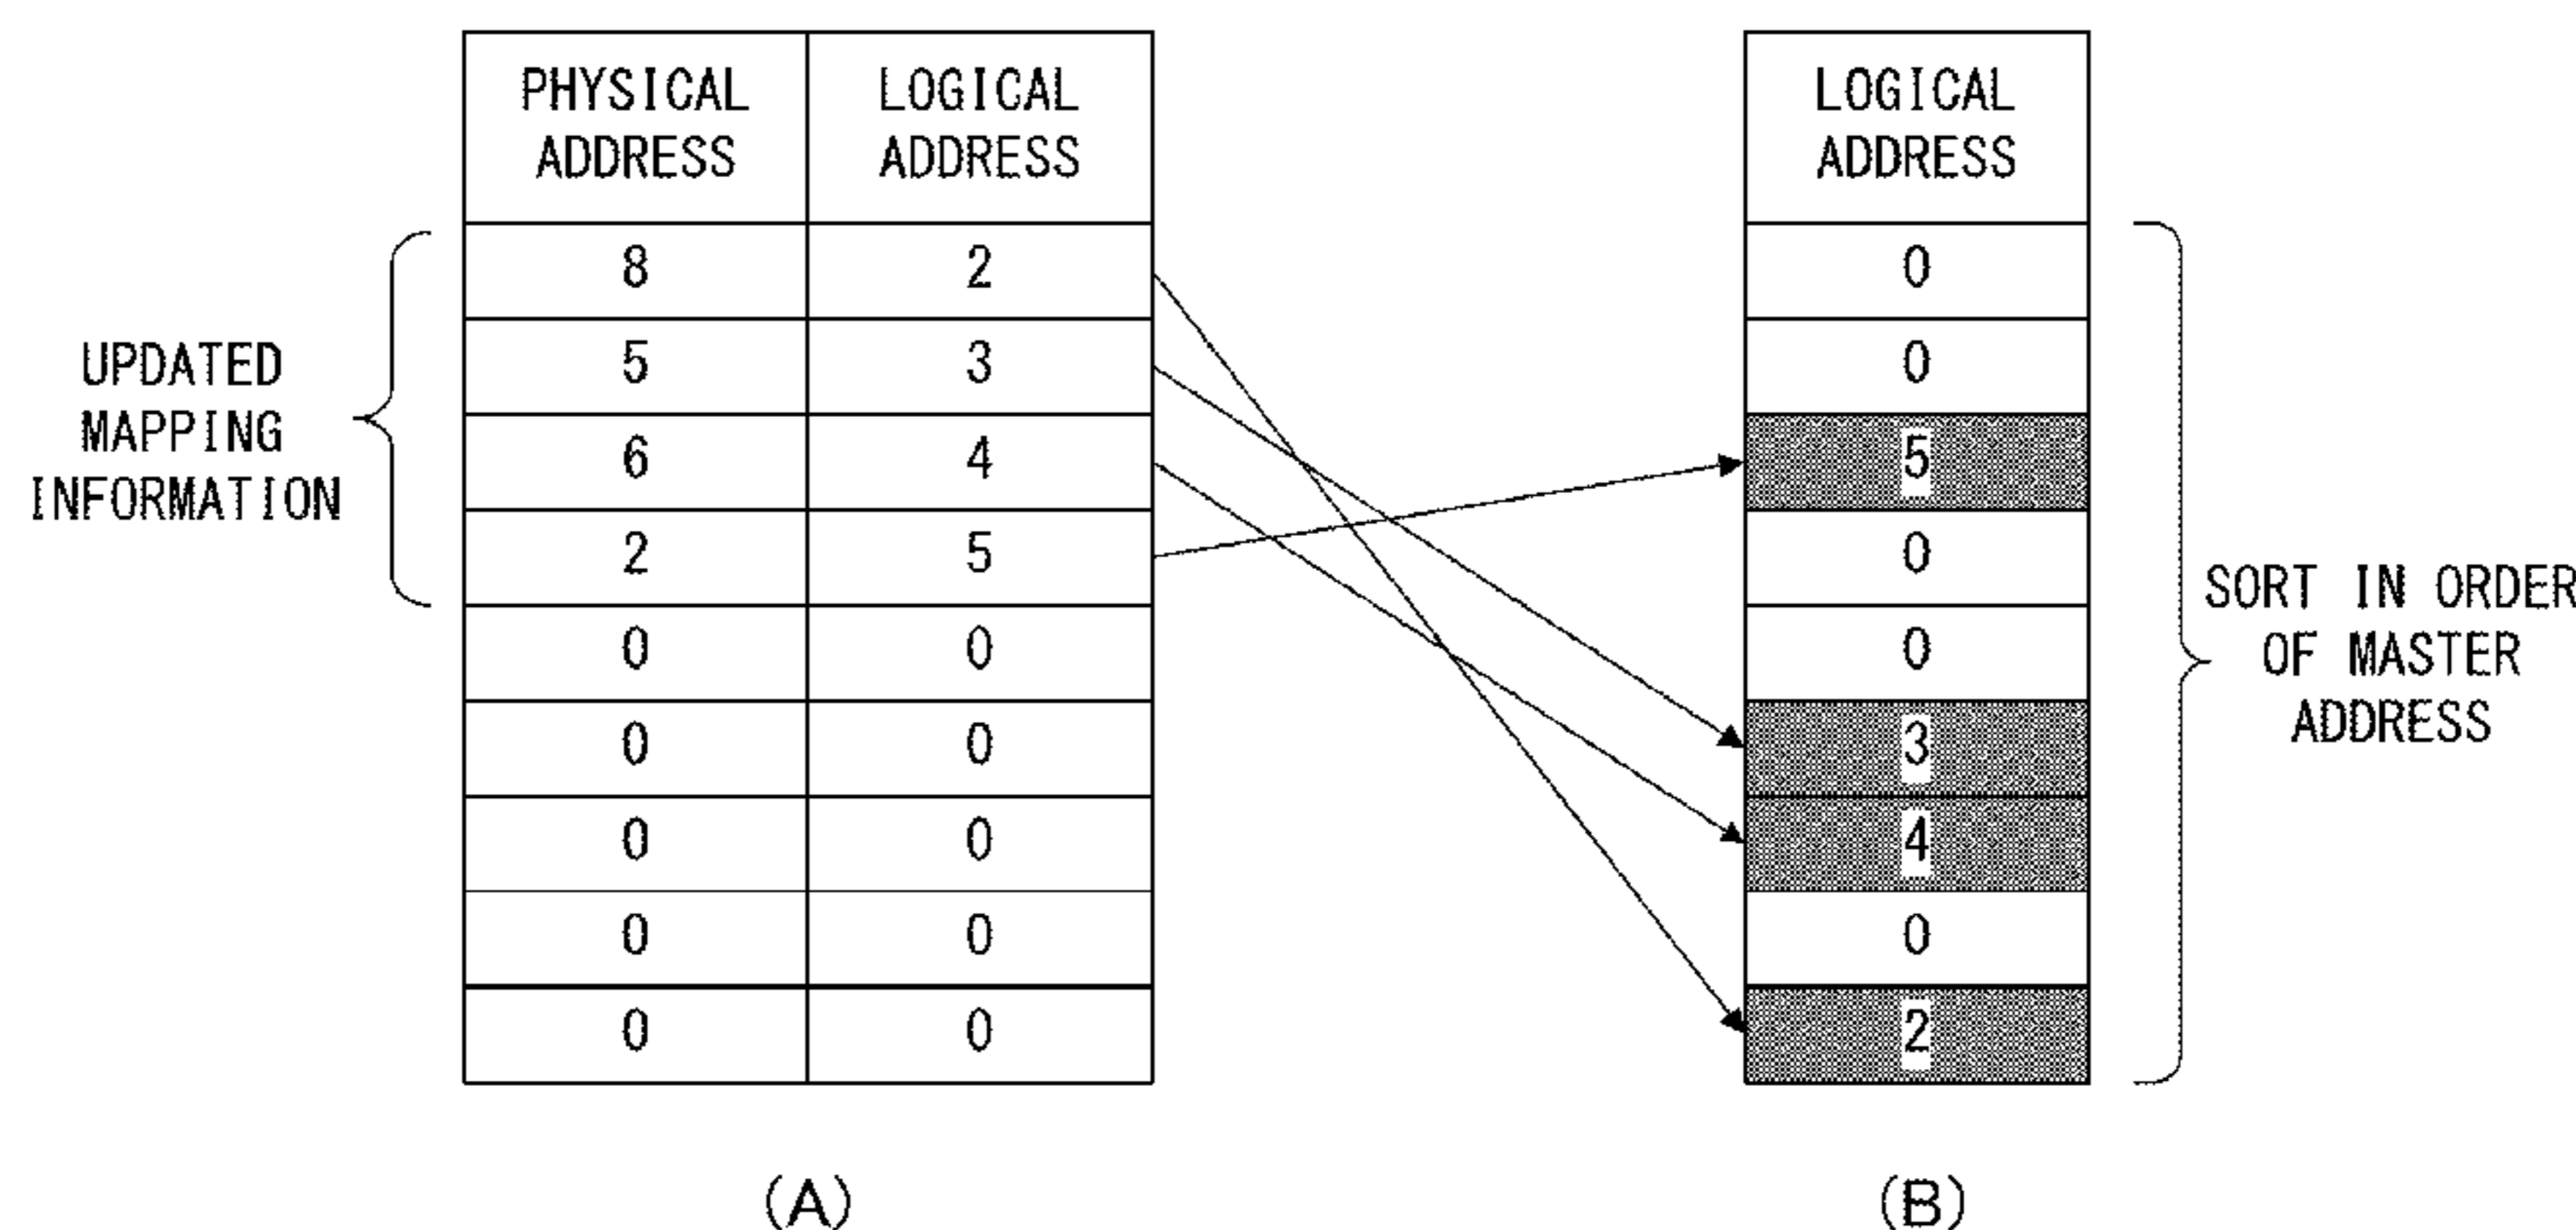 PHYSICAL ADDRESS LOGICAL ADDRESS
8 2
5 3
6 4
2 5
0 0
0 0
0 0
0 0
0 0
UPDATED
MAPPING
INFORMATION
(A)
LOGICAL
ADDRESS
0
0
5
0
0
3
4
0
2
SORT IN ORDER
OF MASTER
ADDRESS
(B)